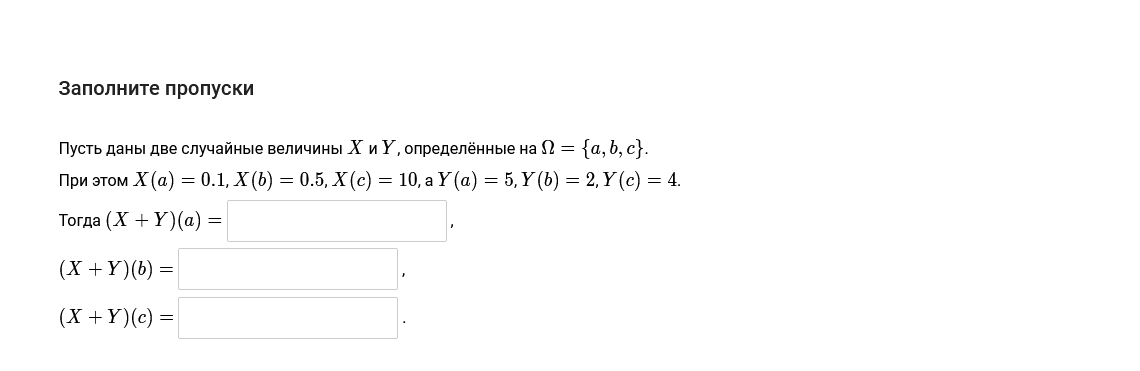 Заполните пропуски
Пусть даны две случайные величины X и Y, определённые на Ω = {a, b, c}.
При этом X(a) = 0.1, X(b) = 0.5, X(c) = 10, а Y(a) = 5, Y(b) = 2, Y(c) = 4.
Тогда (X + Y)(a) = ,
(X + Y)(b) = ,
(X + Y)(c) = .